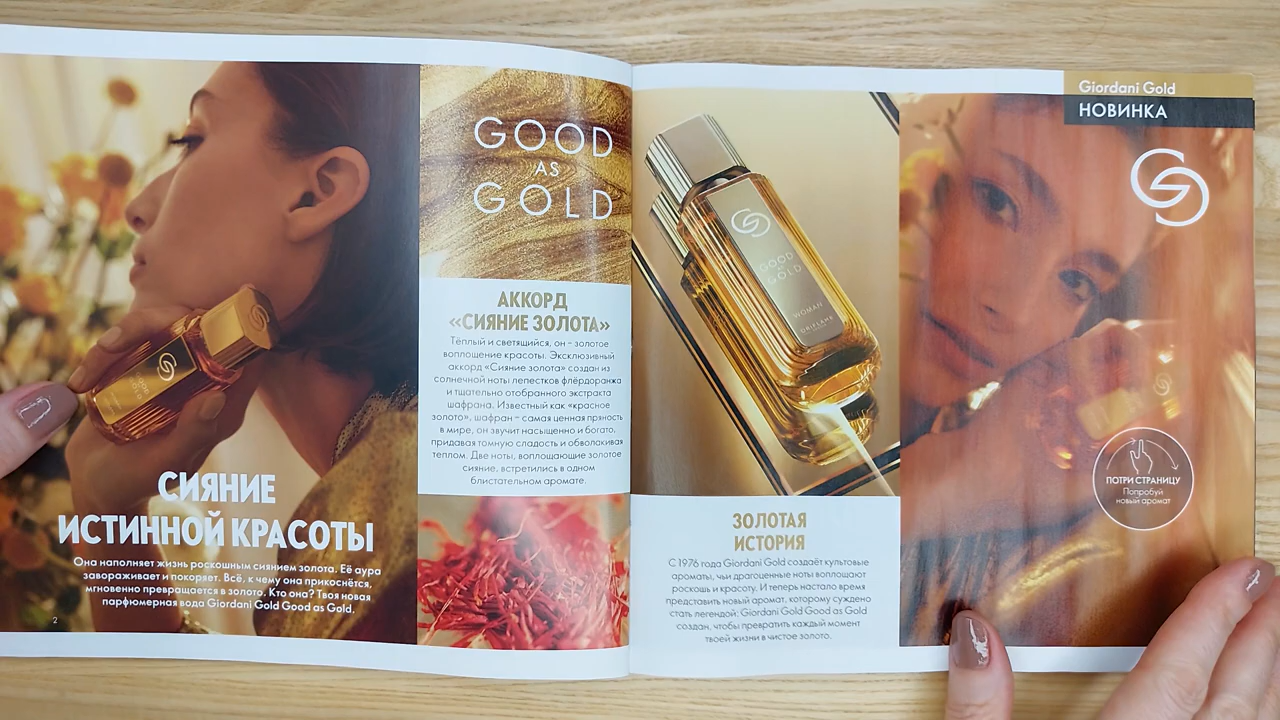 СИЯНИЕ
ИСТИННОЙ КРАСОТЫ
Она наполняет жизнь роскошным сиянием золота. Её аура
завораживает и покоряет. Всё, к чему она прикоснётся,
мгновенно превращается в золото. Кто она? Твоя новая
парфюмерная вода Giordani Gold Good as Gold.
2
GOOD
AS
GOLD
АККОРД
«СИЯНИЕ ЗОЛОТА»
Тёплый и светящийся, он – золотое
воплощение красоты. Эксклюзивный
аккорд «Сияние золота» создан из
солнечной ноты лепестков флёрдоранжа
и тщательно отобранного экстракта
шафрана. Известный как «красное
золото», шафран – самая ценная пряность
в мире, он звучит насыщенно и богато,
придавая томную сладость и обволакивая
теплом. Две ноты, воплощающие золотое
сияние, встретились в одном
блистательном аромате.
GOOD
AS
GOLD
WOMAN
ORIFLAME
ЗОЛОТАЯ
ИСТОРИЯ
С 1976 года Giordani Gold создаёт культовые
ароматы, чьи драгоценные ноты воплощают
роскошь и красоту. И теперь настало время
представить новый аромат, которому суждено
стать легендой: Giordani Gold Good as Gold
создан, чтобы превратить каждый момент
твоей жизни в чистое золото.
Giordani Gold
НОВИНКА
ПОТРИ СТРАНИЦУ
Попробуй
новый аромат